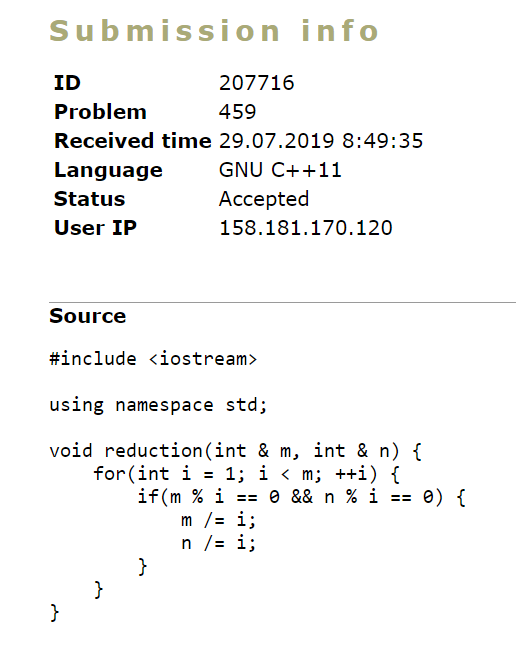 Submission info
ID 207716
Problem 459
Received time 29.07.2019 8:49:35
Language GNU C++11
Status Accepted
User IP 158.181.170.120
Source
#include <iostream>
using namespace std;
void reduction(int & m, int & n) {
    for(int i = 1; i < m; ++i) {
        if(m % i == 0 && n % i == 0) {
            m /= i;
            n /= i;
        }
    }
}